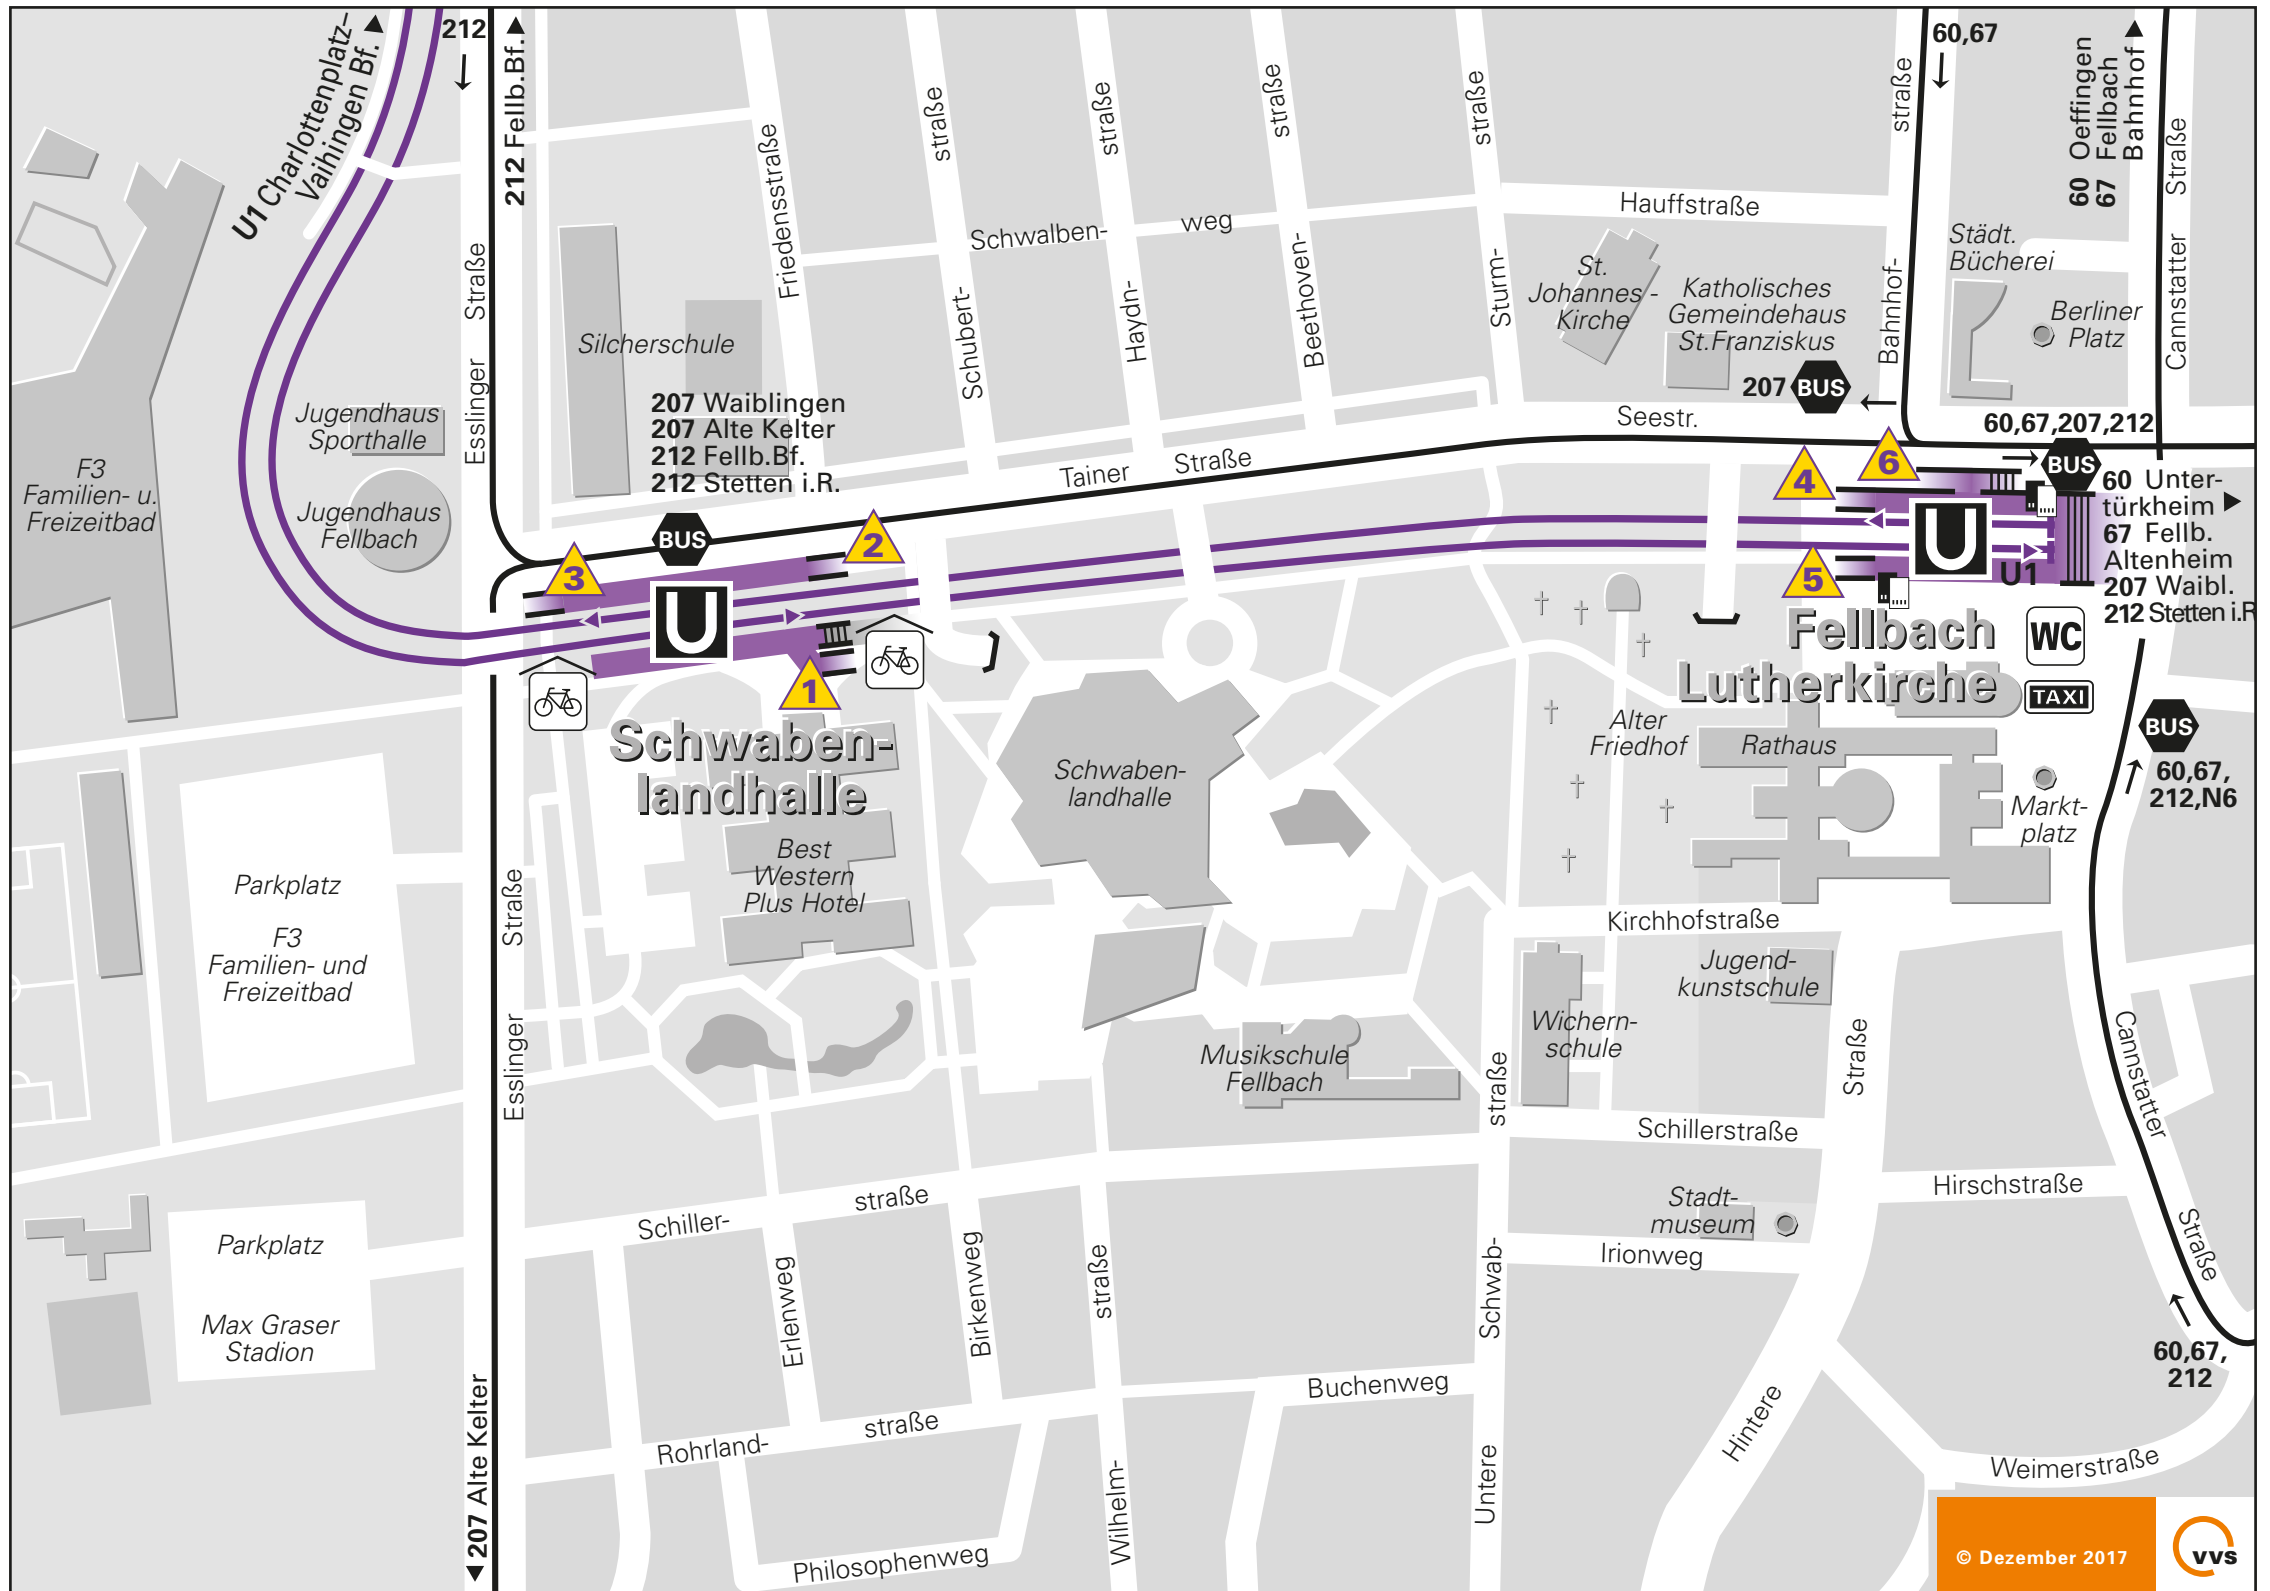 U1 Charlottenplatz–
Vaihingen Bf.
212
212 Fellb.Bf.
60,67
60 Oeffingen
67 Fellbach
Bahnhof
Straße
Cannstatter
Esslinger
Straße
Friedensstraße
straße
Schubert-
straße
Haydn-
straße
Beethoven-
straße
Sturm-
straße
Bahnhof-
Schwalben-
weg
Hauffstraße
Städt.
Bücherei
Berliner
Platz
St.
Johannes -
Kirche
Katholisches
Gemeindehaus
St.Franziskus
207 BUS
Seestr.
60,67,207,212
BUS
Silcherschule
207 Waiblingen
207 Alte Kelter
212 Fellb.Bf.
212 Stetten i.R.
BUS
Tainer
Straße
Jugendhaus
Sporthalle
Jugendhaus
Fellbach
F3
Familien- u.
Freizeitbad
1
2
3
4
5
6
U
U
U1
60 Unter-
türkheim
67 Fellb.
Altenheim
207 Waibl.
212 Stetten i.R
Fellbach
Lutherkirche
WC
TAXI
BUS
60,67,
212,N6
Schwaben-
landhalle
Schwaben-
landhalle
Alter
Friedhof
Rathaus
Markt-
platz
Best
Western
Plus Hotel
Parkplatz
F3
Familien- und
Freizeitbad
Straße
Esslinger
Kirchhofstraße
Jugend-
kunstschule
Wichern-
schule
Musikschule
Fellbach
straße
Schwab-
Untere
Straße
Hintere
Cannstatter
Straße
Schillerstraße
Hirschstraße
Stadt-
museum
Irionweg
Schiller-
straße
Parkplatz
Max Graser
Stadion
Erlenweg
Birkenweg
straße
Wilhelm-
Buchenweg
Rohrland-
straße
Philosophenweg
207 Alte Kelter
60,67,
212
Weimerstraße
© Dezember 2017
vvs